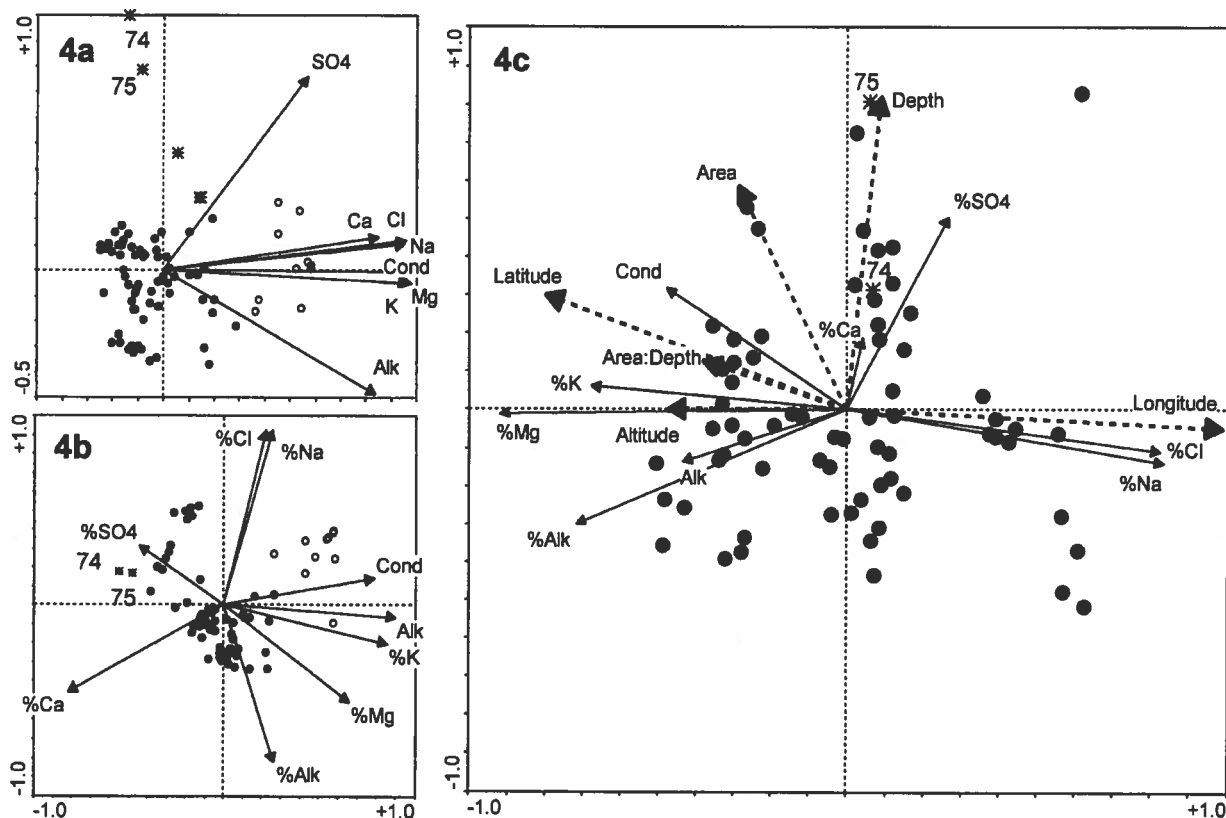 +1.0
4a
74
75
SO4
Ca
Cl
Na
Cond
Mg
K
Alk
-0.5
+1.0
4b
%Cl
%Na
%SO4
74
75
Cond
Alk
%K
%Ca
%Mg
%Alk
-1.0
-1.0
+1.0
+1.0
4c
75
Depth
Area
%SO4
Latitude
Cond
74
%Ca
Area:Depth
%K
Longitude
%Mg
Altitude
%Cl
Alk
%Na
%Alk
-1.0
-1.0
+1.0